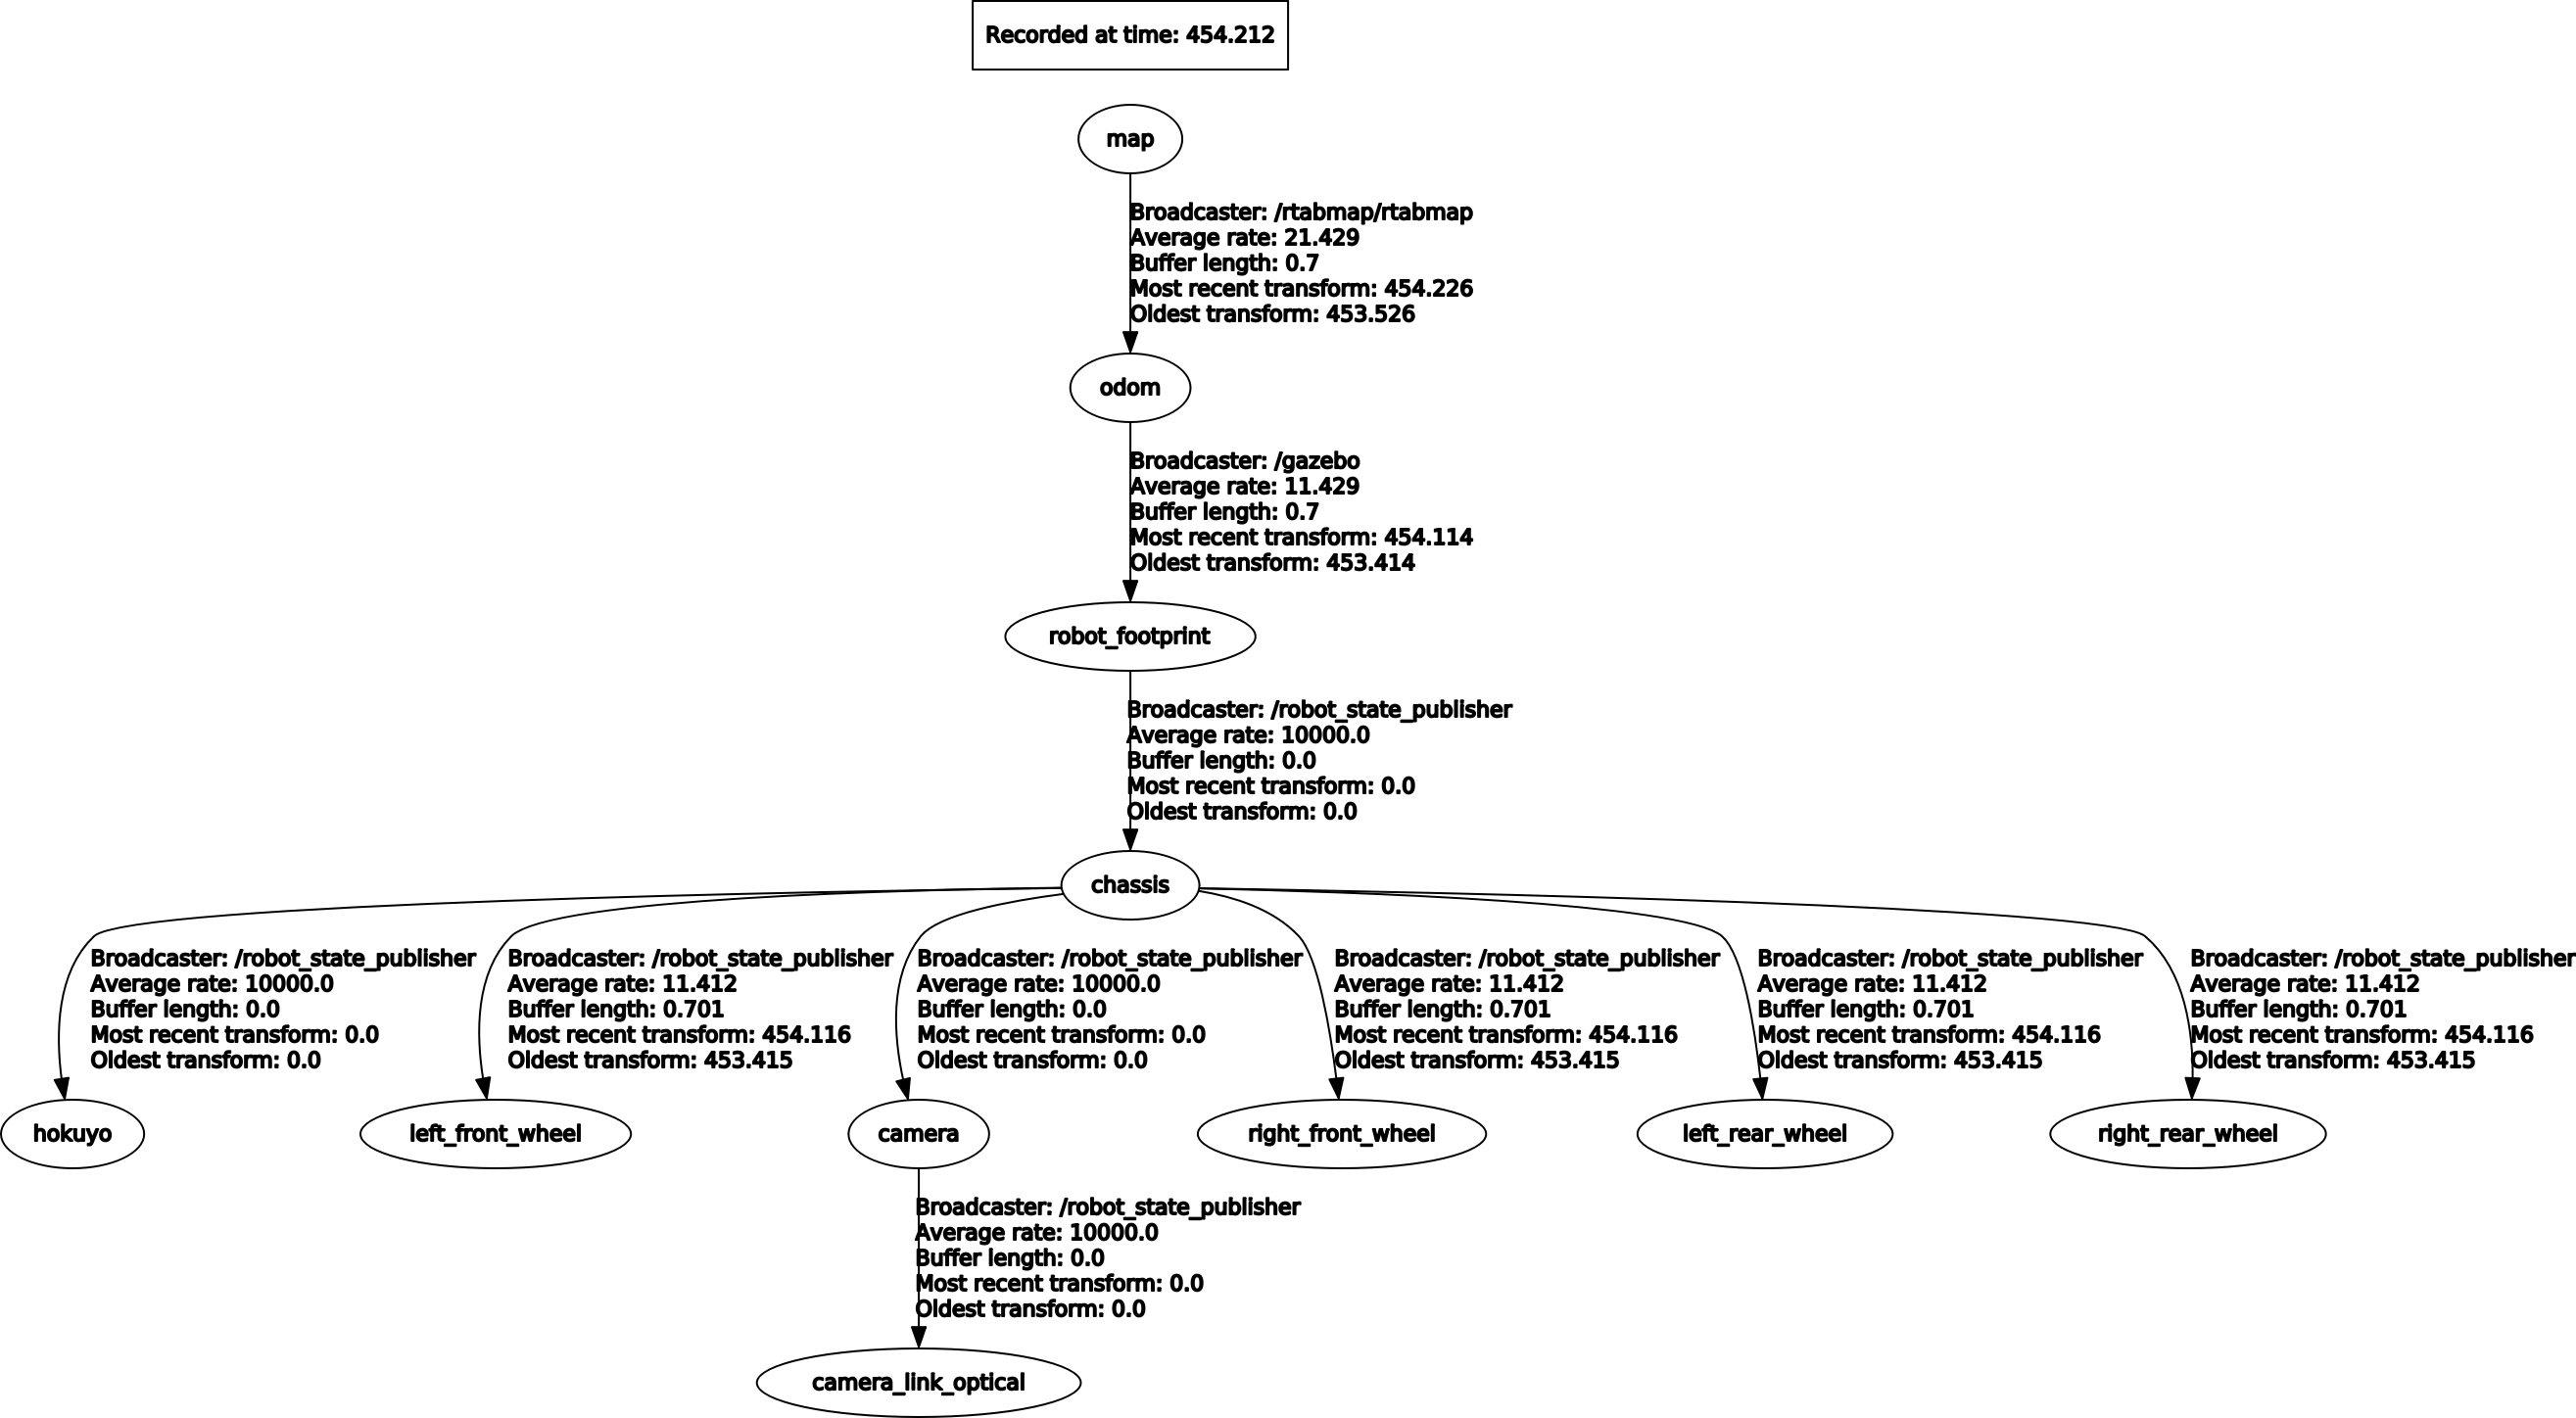 Recorded at time: 454.212
map
Broadcaster: /rtabmap/rtabmap
Average rate: 21.429
Buffer length: 0.7
Most recent transform: 454.226
Oldest transform: 453.526
odom
Broadcaster: /gazebo
Average rate: 11.429
Buffer length: 0.7
Most recent transform: 454.114
Oldest transform: 453.414
robot_footprint
Broadcaster: /robot_state_publisher
Average rate: 10000.0
Buffer length: 0.0
Most recent transform: 0.0
Oldest transform: 0.0
chassis
Broadcaster: /robot_state_publisher
Average rate: 10000.0
Buffer length: 0.0
Most recent transform: 0.0
Oldest transform: 0.0
Broadcaster: /robot_state_publisher
Average rate: 11.412
Buffer length: 0.701
Most recent transform: 454.116
Oldest transform: 453.415
Broadcaster: /robot_state_publisher
Average rate: 10000.0
Buffer length: 0.0
Most recent transform: 0.0
Oldest transform: 0.0
Broadcaster: /robot_state_publisher
Average rate: 11.412
Buffer length: 0.701
Most recent transform: 454.116
Oldest transform: 453.415
Broadcaster: /robot_state_publisher
Average rate: 11.412
Buffer length: 0.701
Most recent transform: 454.116
Oldest transform: 453.415
Broadcaster: /robot_state_publisher
Average rate: 11.412
Buffer length: 0.701
Most recent transform: 454.116
Oldest transform: 453.415
hokuyo
left_front_wheel
camera
right_front_wheel
left_rear_wheel
right_rear_wheel
Broadcaster: /robot_state_publisher
Average rate: 10000.0
Buffer length: 0.0
Most recent transform: 0.0
Oldest transform: 0.0
camera_link_optical